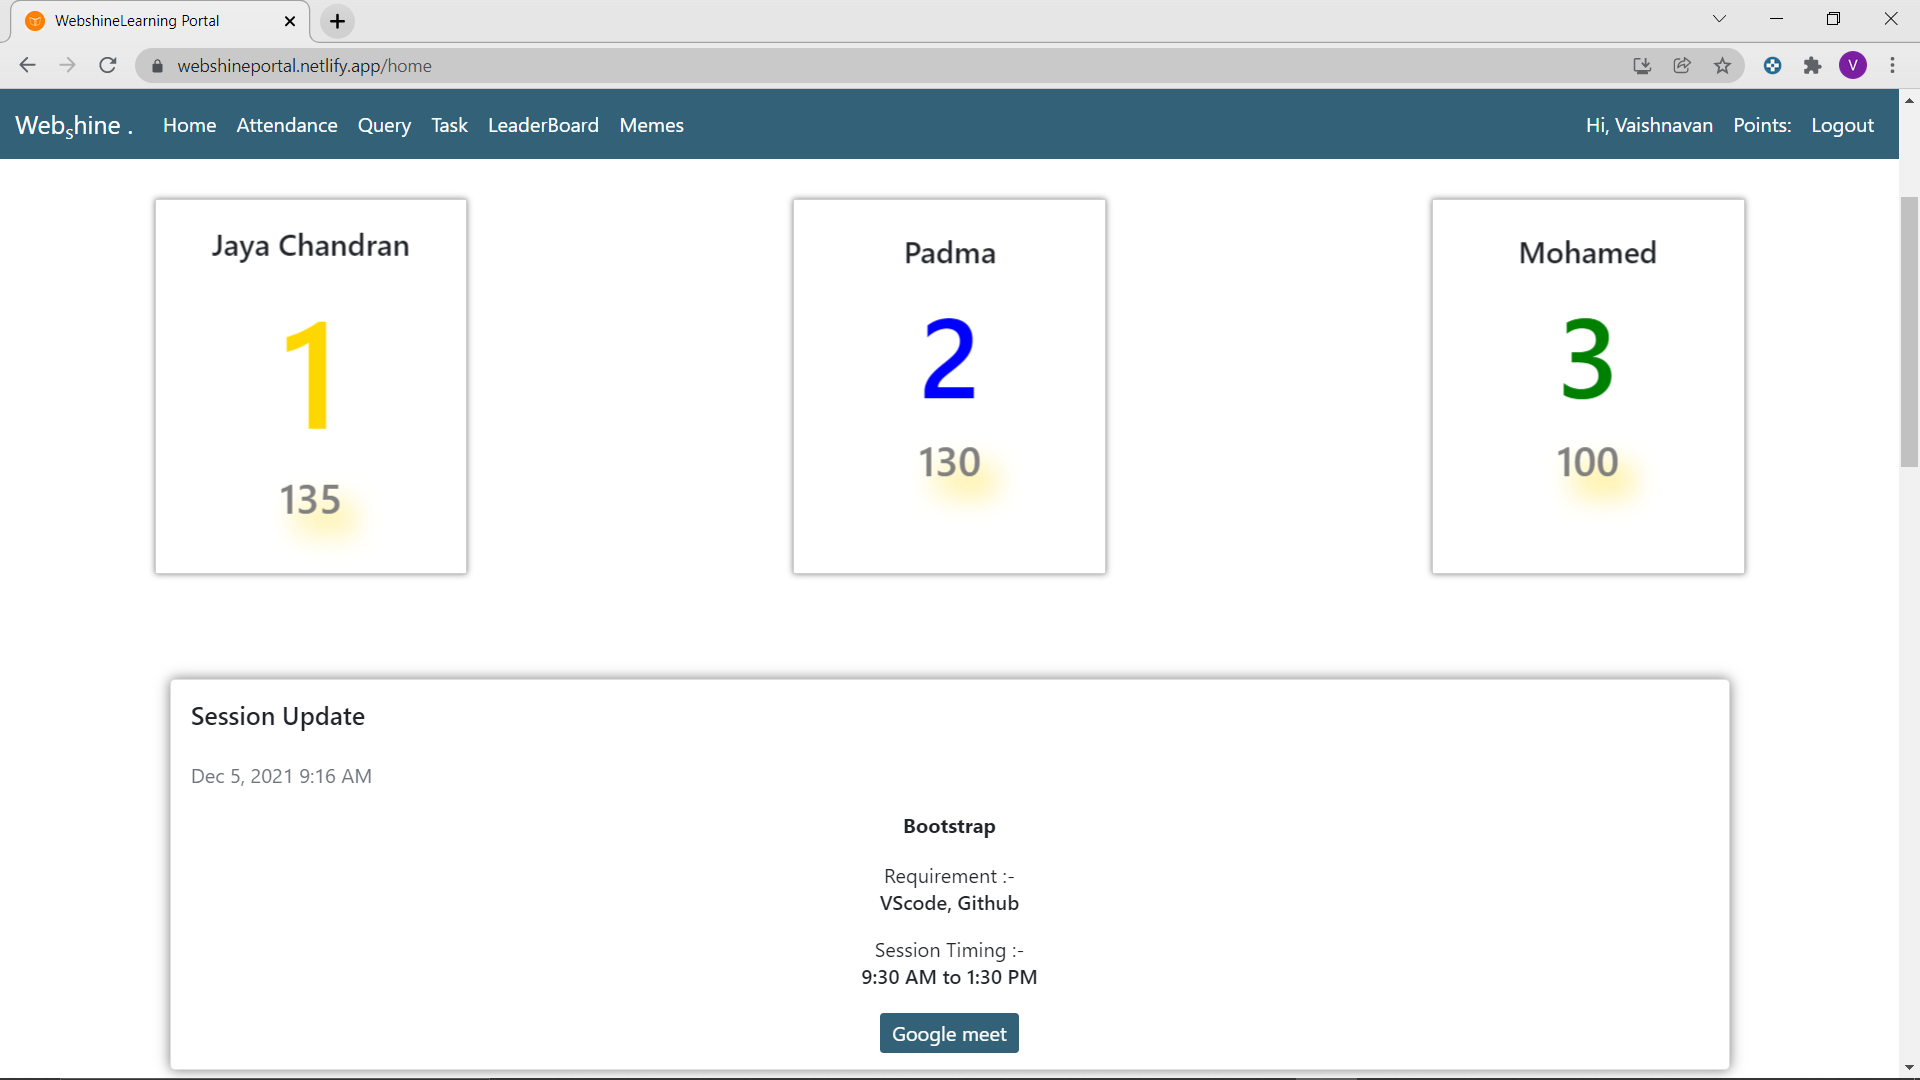 WebshineLearning Portal
webshineportal.netlify.app/home
V
Webshine . Home Attendance Query Task LeaderBoard Memes Hi, Vaishnavan Points: Logout
Jaya Chandran
1
135
Padma
2
130
Mohamed
3
100
Session Update
Dec 5, 2021 9:16 AM
Bootstrap
Requirement :-
VScode, Github
Session Timing :-
9:30 AM to 1:30 PM
Google meet